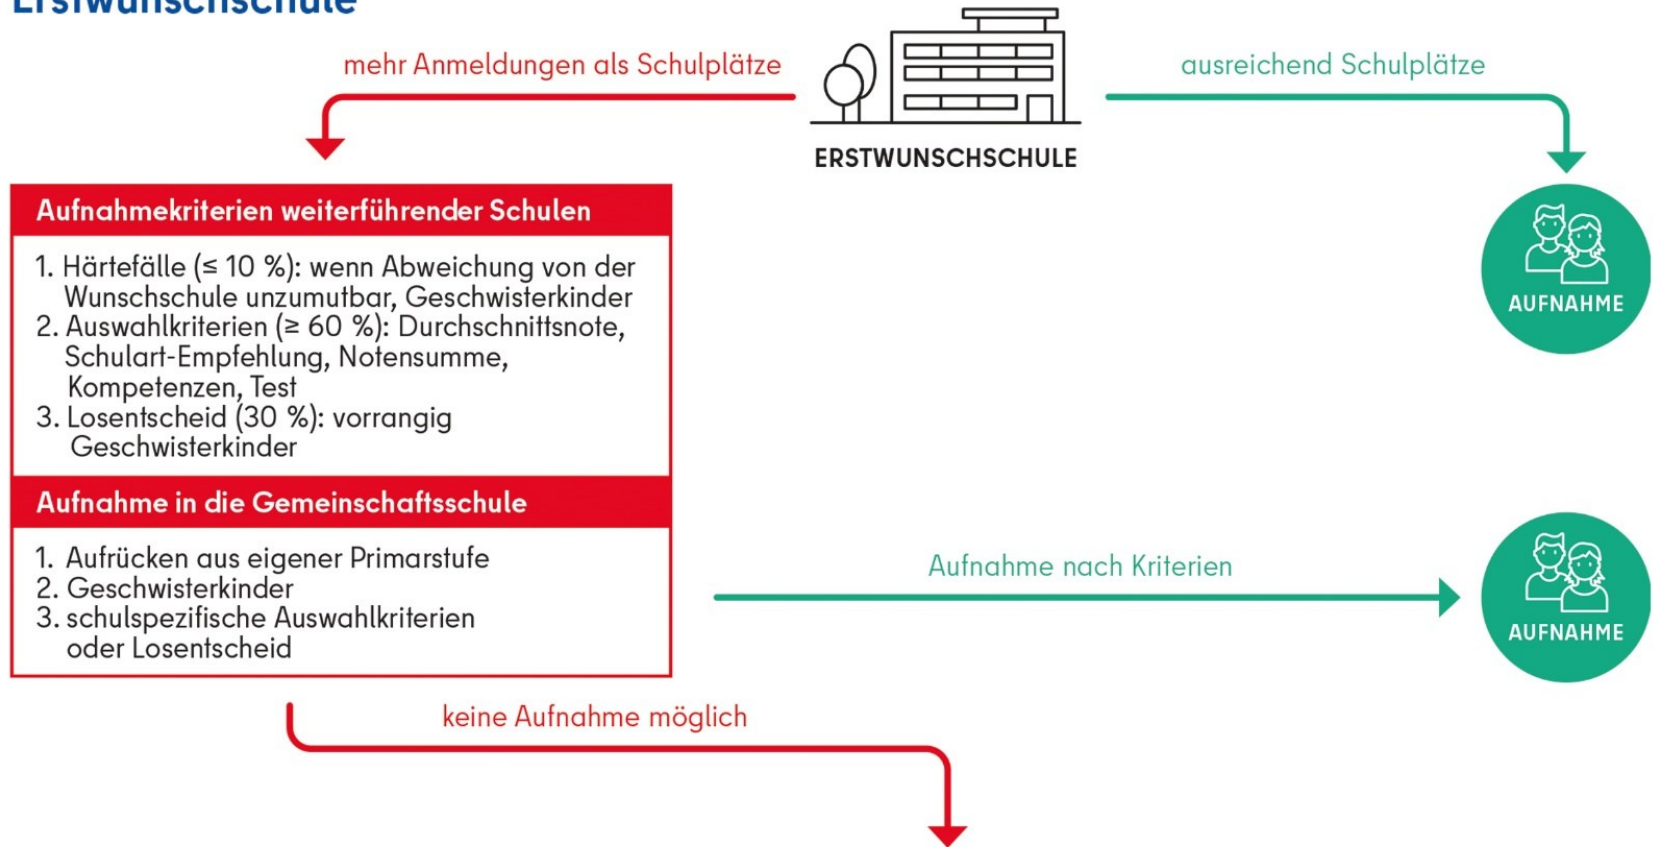 Erstwunschschule
mehr Anmeldungen als Schulplätze
ausreichend Schulplätze
ERSTWUNSCHSCHULE
AUFNAHME
Aufnahmekriterien weiterführender Schulen
1. Härtefälle (≤ 10 %): wenn Abweichung von der
Wunschschule unzumutbar, Geschwisterkinder
2. Auswahlkriterien (≥ 60 %): Durchschnittsnote,
Schulart-Empfehlung, Notensumme,
Kompetenzen, Test
3. Losentscheid (30 %): vorrangig
Geschwisterkinder
Aufnahme in die Gemeinschaftsschule
1. Aufrücken aus eigener Primarstufe
2. Geschwisterkinder
3. schulspezifische Auswahlkriterien
oder Losentscheid
Aufnahme nach Kriterien
AUFNAHME
keine Aufnahme möglich